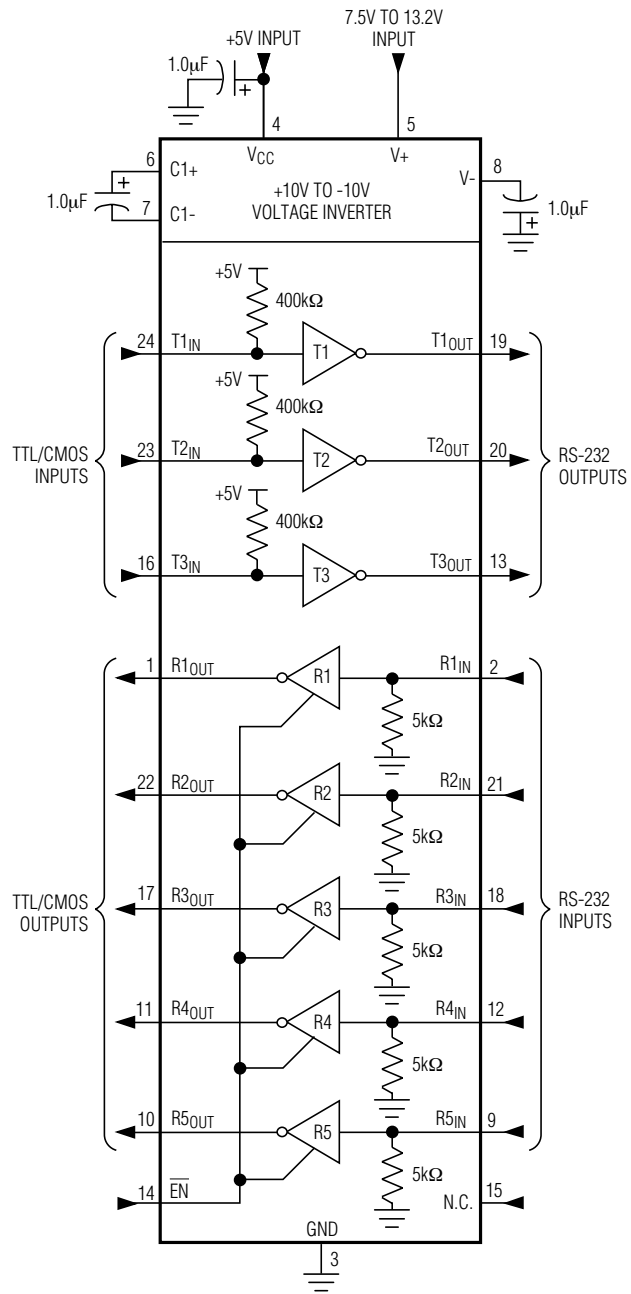 7.5V TO 13.2V
INPUT
+5V INPUT
1.0µF
+
4
5
VCC
V+
6
C1+
+10V TO -10V
VOLTAGE INVERTER
V-
8
1.0µF
+
7
C1-
1.0µF
+
+5V
400kΩ
24
T1IN
T1
T1OUT
19
+5V
400kΩ
TTL/CMOS
INPUTS
23
T2IN
T2
T2OUT
20
RS-232
OUTPUTS
+5V
400kΩ
16
T3IN
T3
T3OUT
13
1
R1OUT
R1
R1IN
2
5kΩ
22
R2OUT
R2
R2IN
21
5kΩ
TTL/CMOS
OUTPUTS
17
R3OUT
R3
R3IN
18
RS-232
INPUTS
5kΩ
11
R4OUT
R4
R4IN
12
5kΩ
10
R5OUT
R5
R5IN
9
5kΩ
14
EN
N.C.
15
GND
3